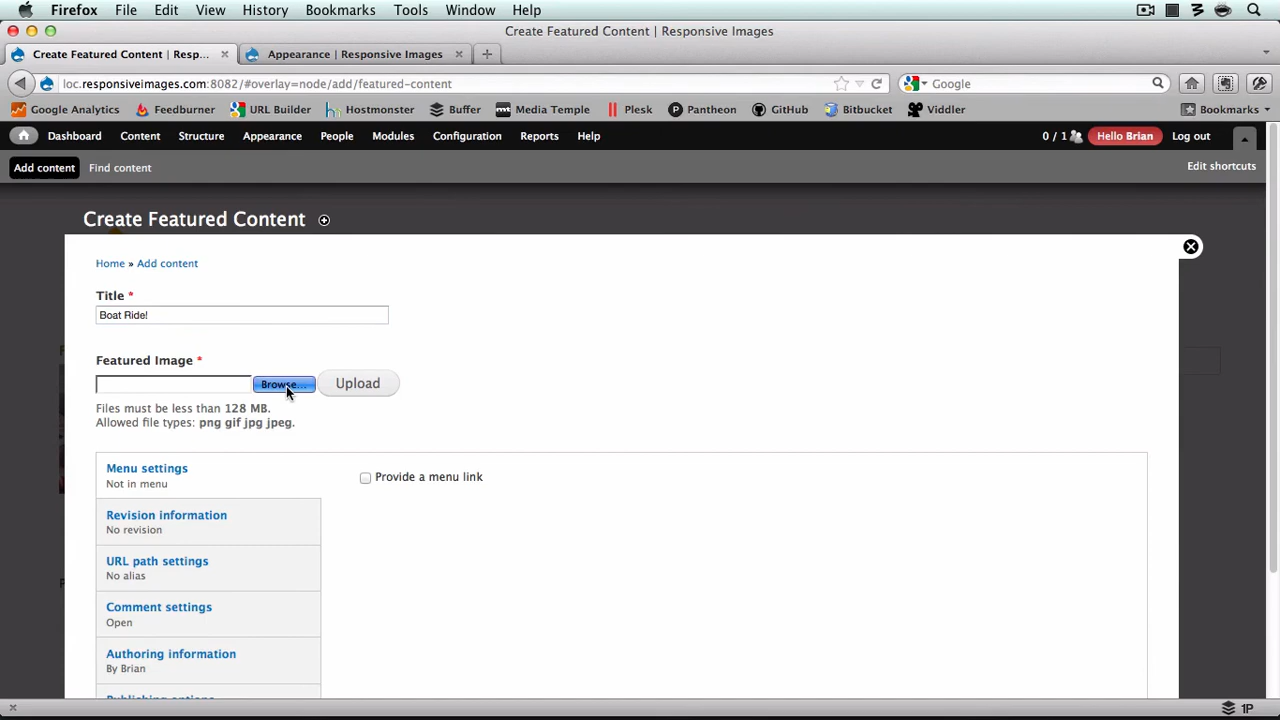 Firefox File Edit View History Bookmarks Tools Window Help
Create Featured Content | Responsive Images
Create Featured Content | Resp... Appearance | Responsive Images
loc.responsiveimages.com:8082/#overlay=node/add/featured-content Google
Google Analytics Feedburner URL Builder Hostmonster Buffer Media Temple Plesk Pantheon GitHub Bitbucket Viddler Bookmarks
Dashboard Content Structure Appearance People Modules Configuration Reports Help 0 / 1 Hello Brian Log out
Add content Find content Edit shortcuts
Create Featured Content
Home » Add content
Title *
Boat Ride!
Featured Image *
Browse... Upload
Files must be less than 128 MB.
Allowed file types: png gif jpg jpeg.
Menu settings
Not in menu
Provide a menu link
Revision information
No revision
URL path settings
No alias
Comment settings
Open
Authoring information
By Brian
Publishing options
1P